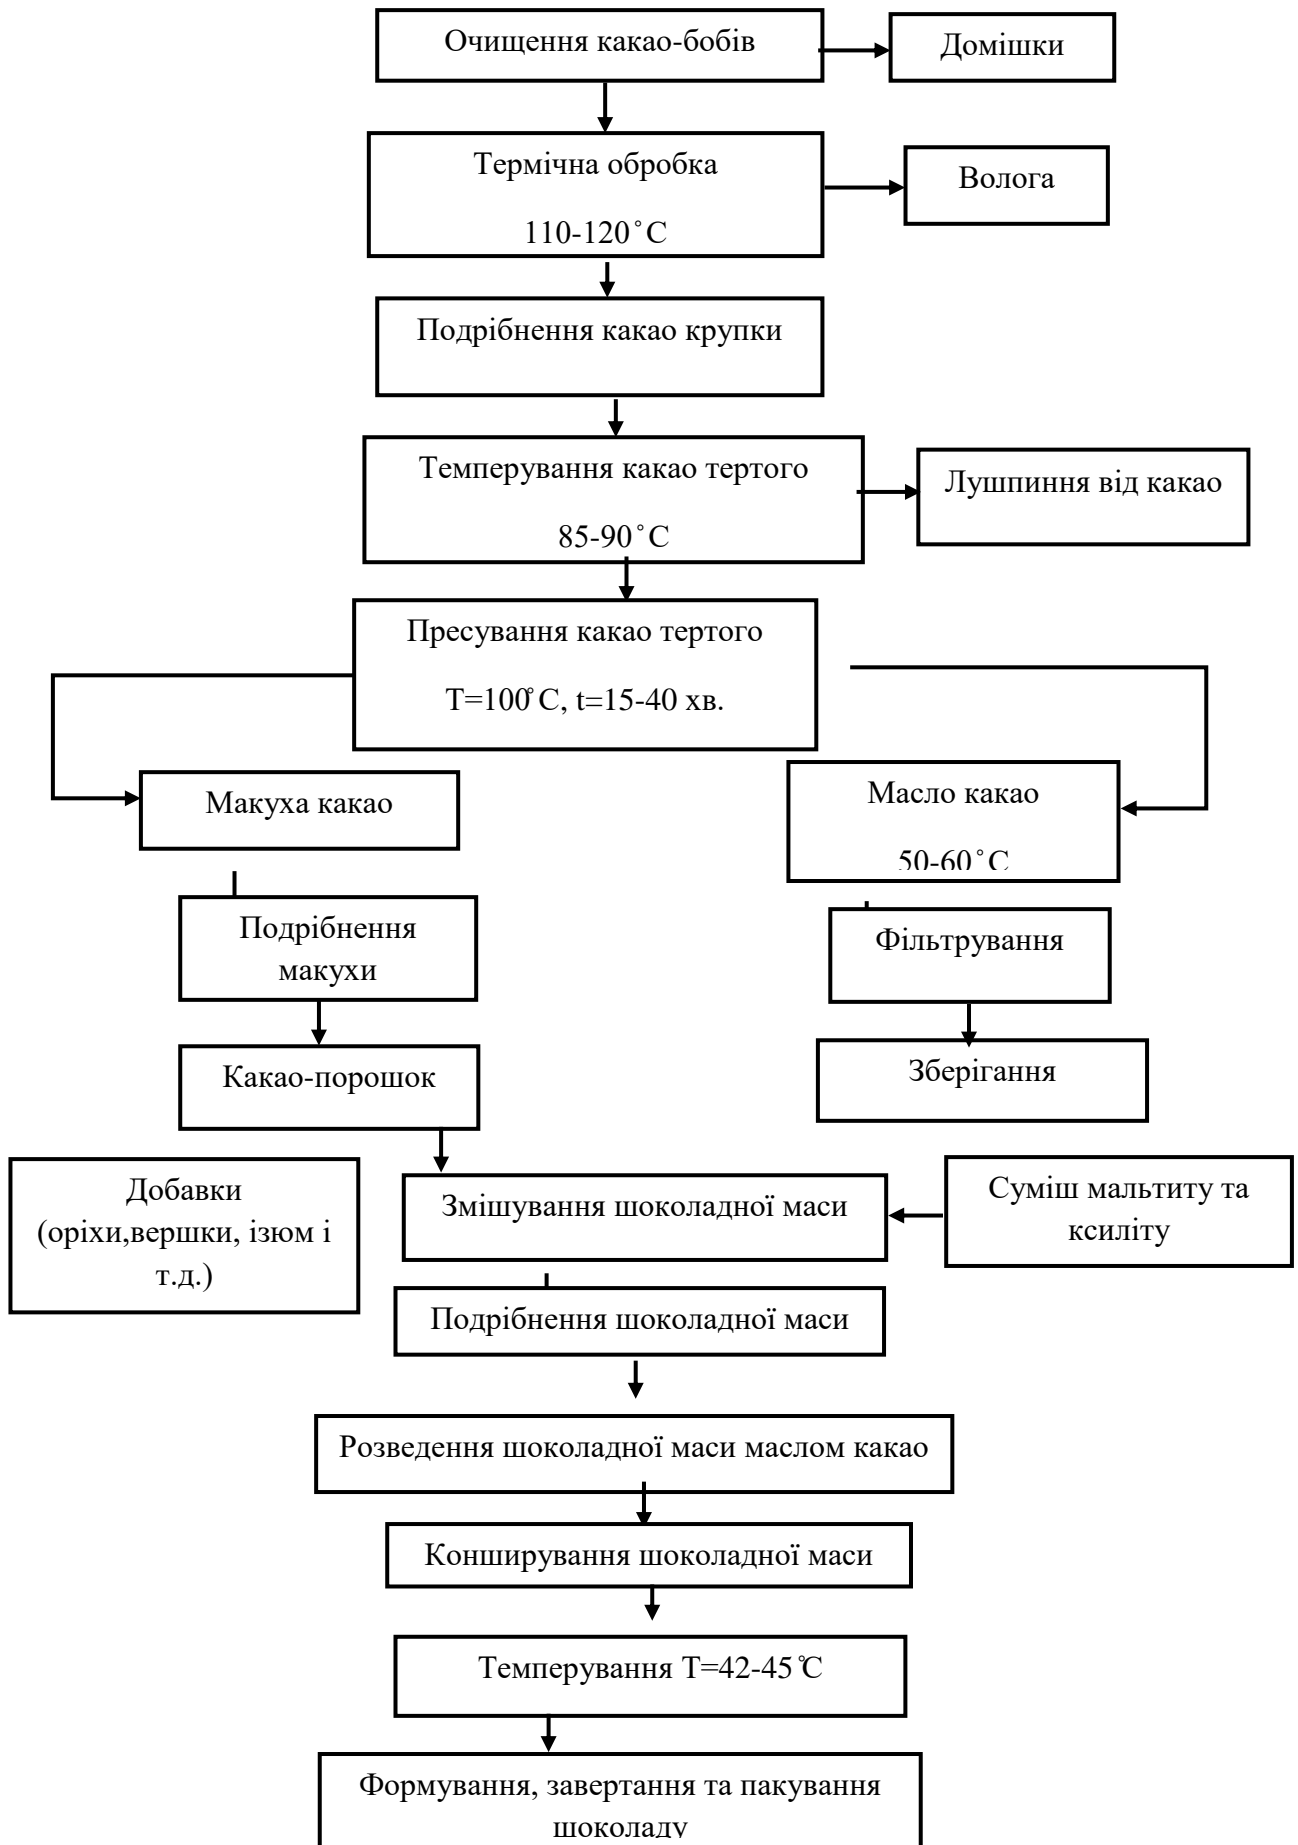 Очищення какао-бобів
Домішки
Термічна обробка
110-120˚С
Волога
Подрібнення какао крупки
Темперування какао тертого
85-90˚С
Лушпиння від какао
Пресування какао тертого
T=100˚C, t=15-40 хв.
Макуха какао
Масло какао
50-60˚С
Подрібнення
макухи
Фільтрування
Какао-порошок
Зберігання
Добавки
(оріхи,вершки, ізюм і
т.д.)
Змішування шоколадної маси
Суміш мальтиту та
ксиліту
Подрібнення шоколадної маси
Розведення шоколадної маси маслом какао
Конширування шоколадної маси
Темперування T=42-45˚C
Формування, завертання та пакування
шоколаду